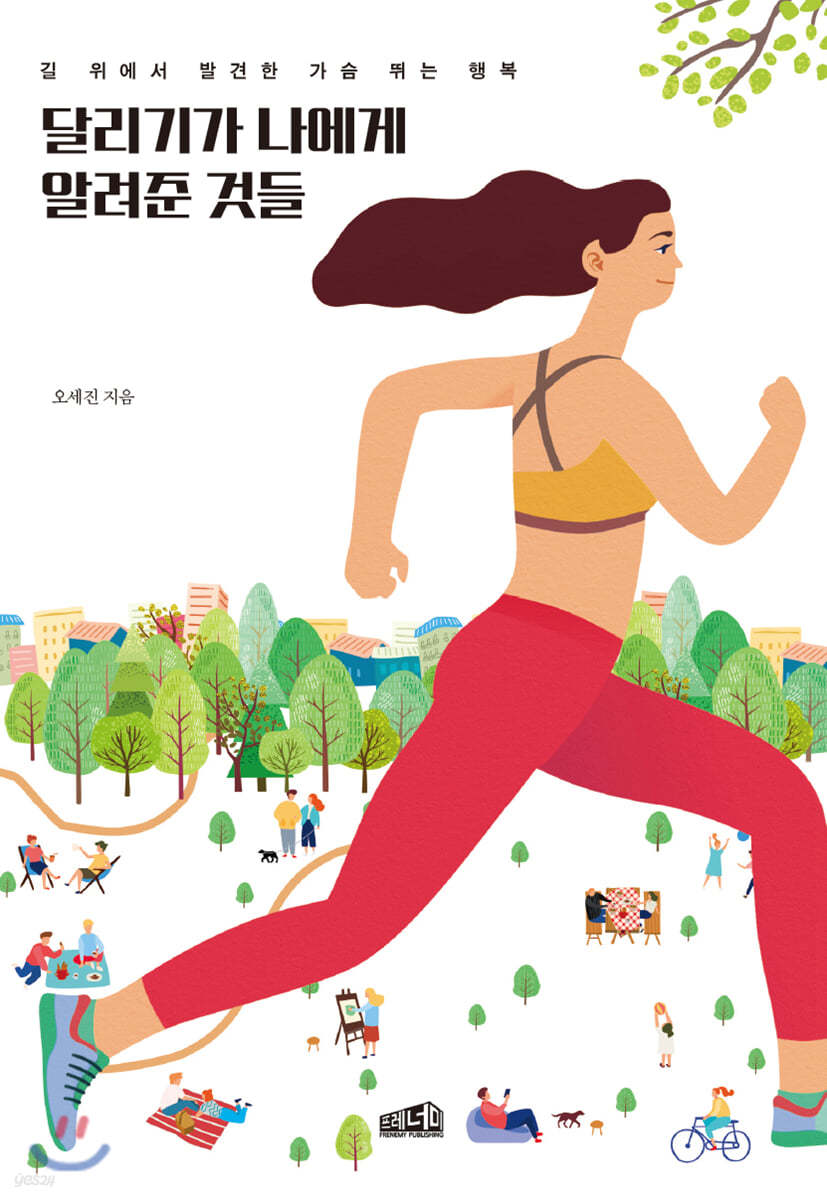 길 위에서 발견한 가슴 뛰는 행복
달리기가 나에게
알려준 것들
오세진 지음
프레너미
FRENEMY PUBLISHING
yes24